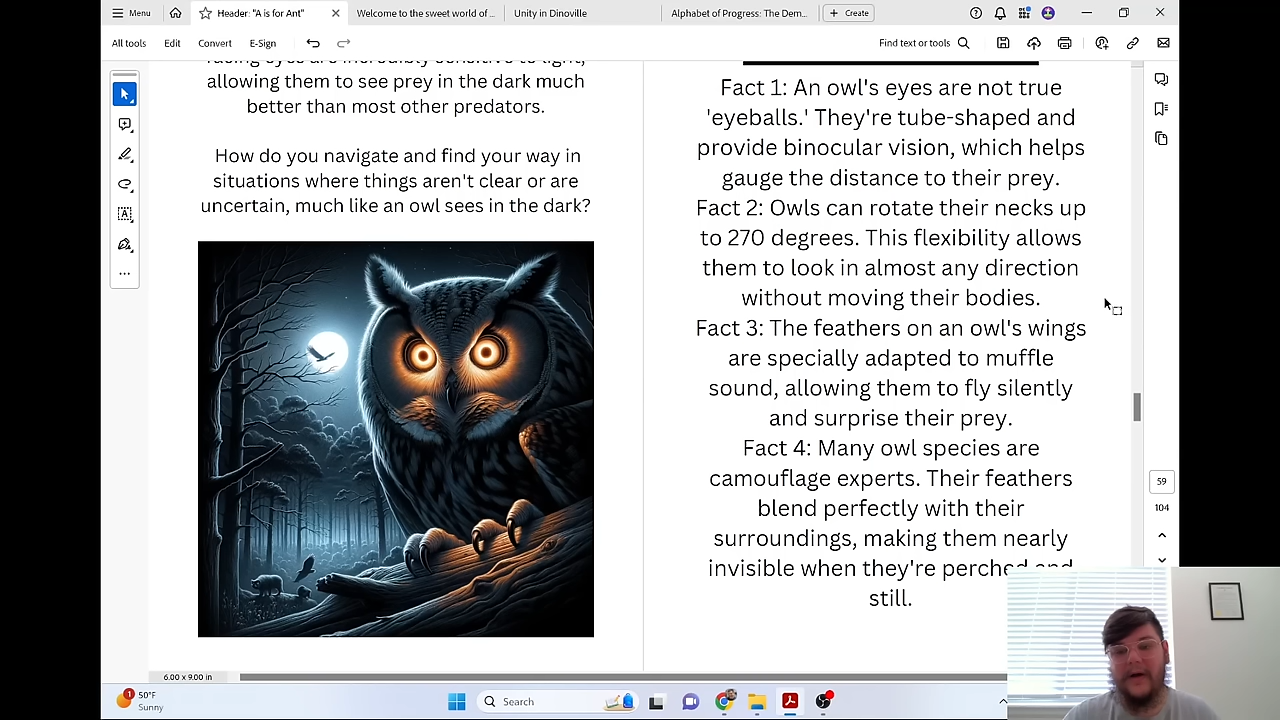 Menu
Header: "A is for Ant"
Welcome to the sweet world of ...
Unity in Unoville
Alphabet of Progress: The Dem...
Create
All tools
Edit
Convert
E-Sign
Find text or tools
allowing them to see prey in the dark much
better than most other predators.
How do you navigate and find your way in
situations where things aren't clear or are
uncertain, much like an owl sees in the dark?
Fact 1: An owl's eyes are not true
'eyeballs.' They're tube-shaped and
provide binocular vision, which helps
gauge the distance to their prey.
Fact 2: Owls can rotate their necks up
to 270 degrees. This flexibility allows
them to look in almost any direction
without moving their bodies.
Fact 3: The feathers on an owl's wings
are specially adapted to muffle
sound, allowing them to fly silently
and surprise their prey.
Fact 4: Many owl species are
camouflage experts. Their feathers
blend perfectly with their
surroundings, making them nearly
invisible when they're perched and
still.
59
104
6.00 x 9.00 in
1
50°F
Sunny
Search